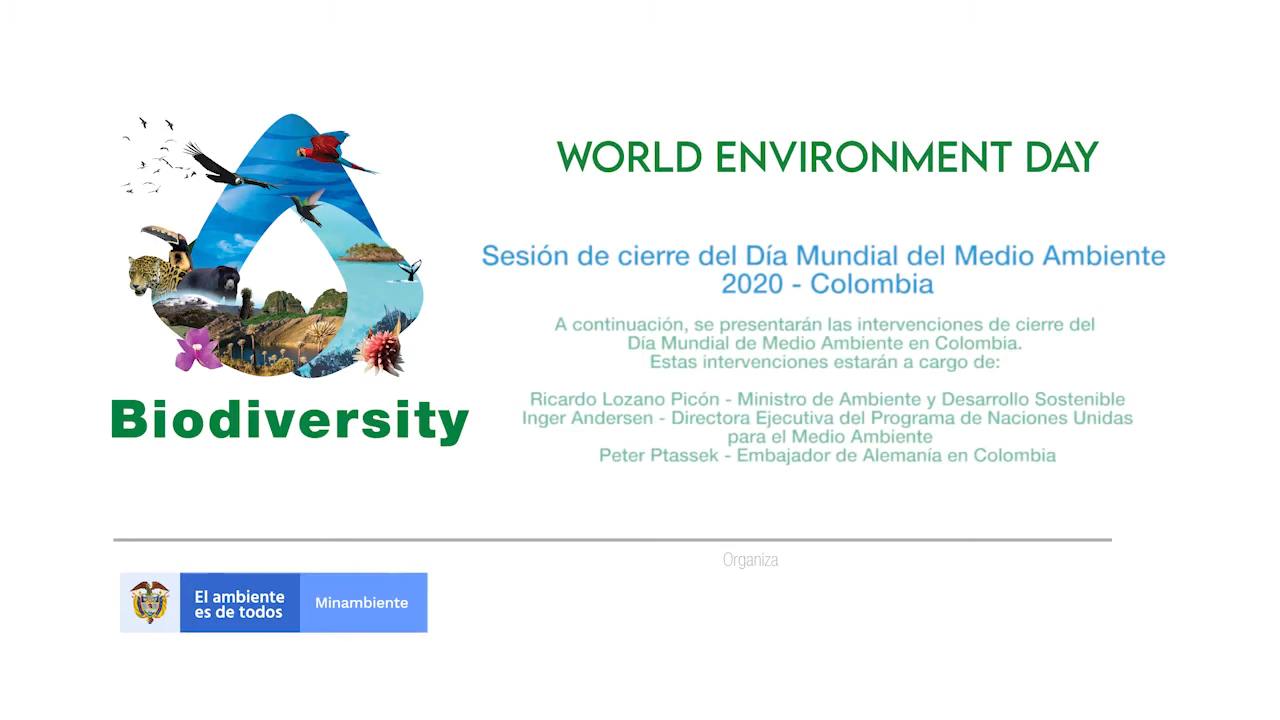 WORLD ENVIRONMENT DAY
Sesión de cierre del Día Mundial del Medio Ambiente
2020 - Colombia
A continuación, se presentarán las intervenciones de cierre del
Día Mundial de Medio Ambiente en Colombia.
Estas intervenciones estarán a cargo de:
Ricardo Lozano Picón - Ministro de Ambiente y Desarrollo Sostenible
Inger Andersen - Directora Ejecutiva del Programa de Naciones Unidas
para el Medio Ambiente
Peter Ptassek - Embajador de Alemanía en Colombia
Biodiversity
Organiza
El ambiente
es de todos
Minambiente